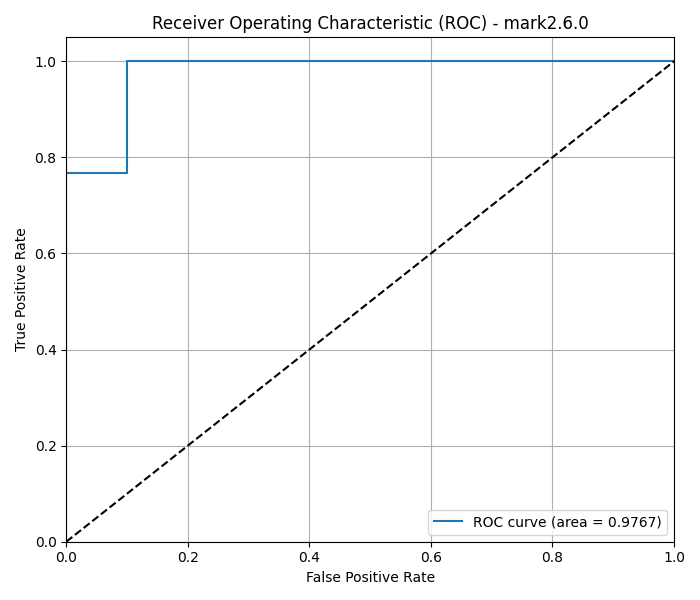 Receiver Operating Characteristic (ROC) - mark2.6.0
True Positive Rate
1.0
0.8
0.6
0.4
0.2
0.0
ROC curve (area = 0.9767)
0.0 0.2 0.4 0.6 0.8 1.0
False Positive Rate